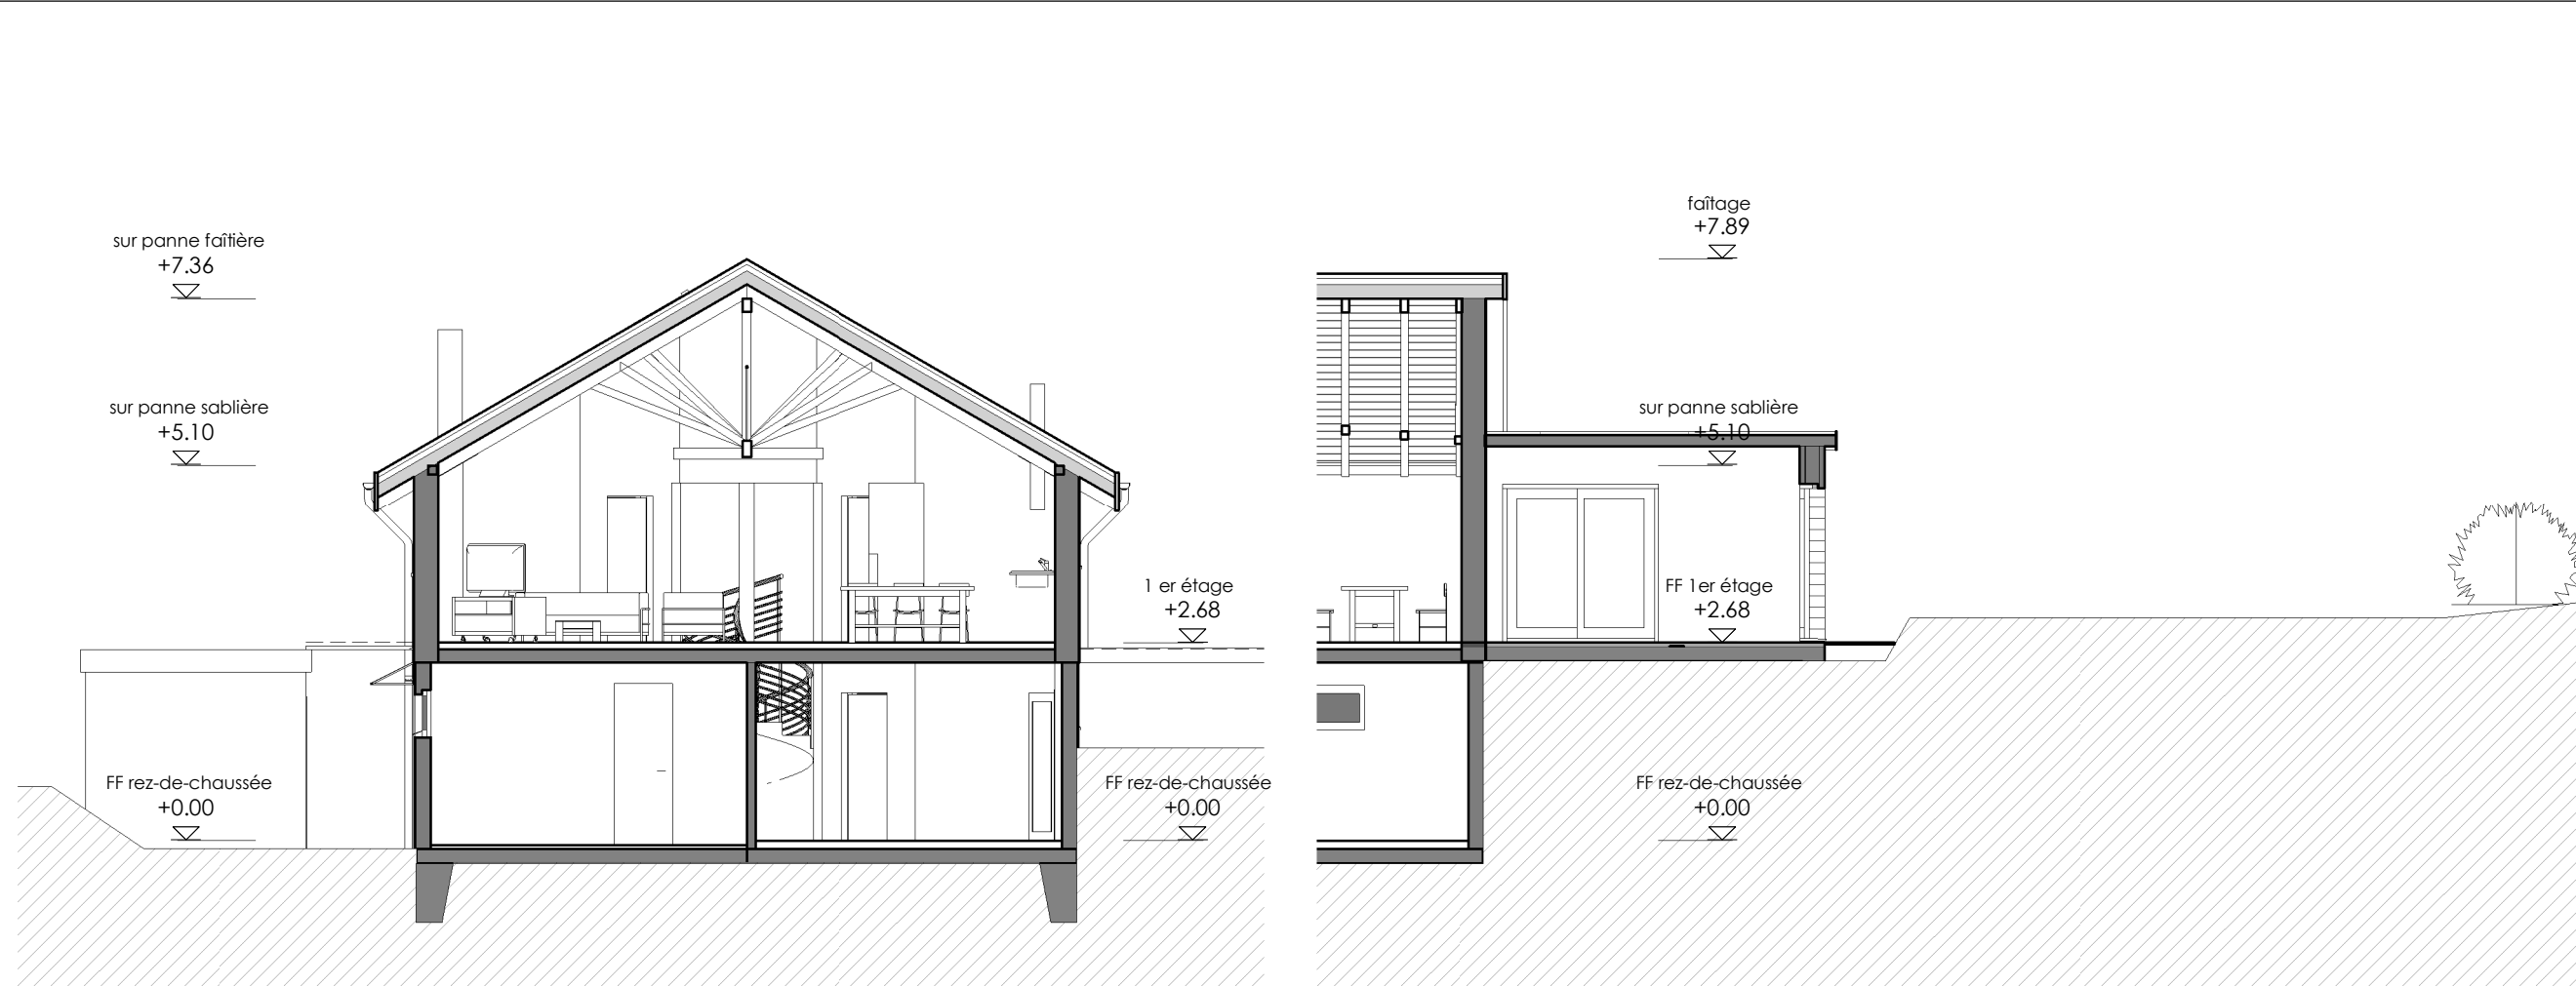 sur panne faîtière
+7.36
sur panne sablière
+5.10
FF rez-de-chaussée
+0.00
1 er étage
+2.68
FF rez-de-chaussée
+0.00
faîtage
+7.89
sur panne sablière
+5.10
FF 1er étage
+2.68
FF rez-de-chaussée
+0.00